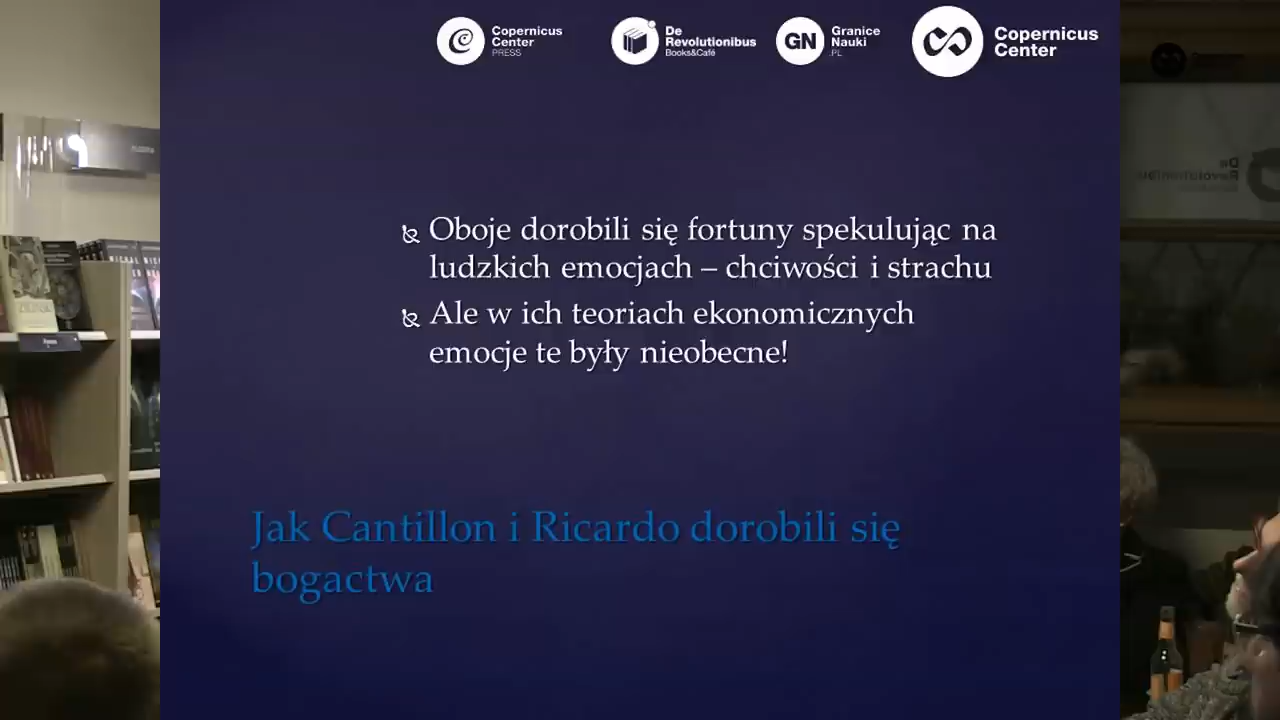 Copernicus
Center
PRESS
De
Revolutionibus
Books&Café
GN
Granice
Nauki
.PL
Copernicus
Center
Oboje dorobili się fortuny spekulując na
ludzkich emocjach – chciwości i strachu
Ale w ich teoriach ekonomicznych
emocje te były nieobecne!
Jak Cantillon i Ricardo dorobili się
bogactwa